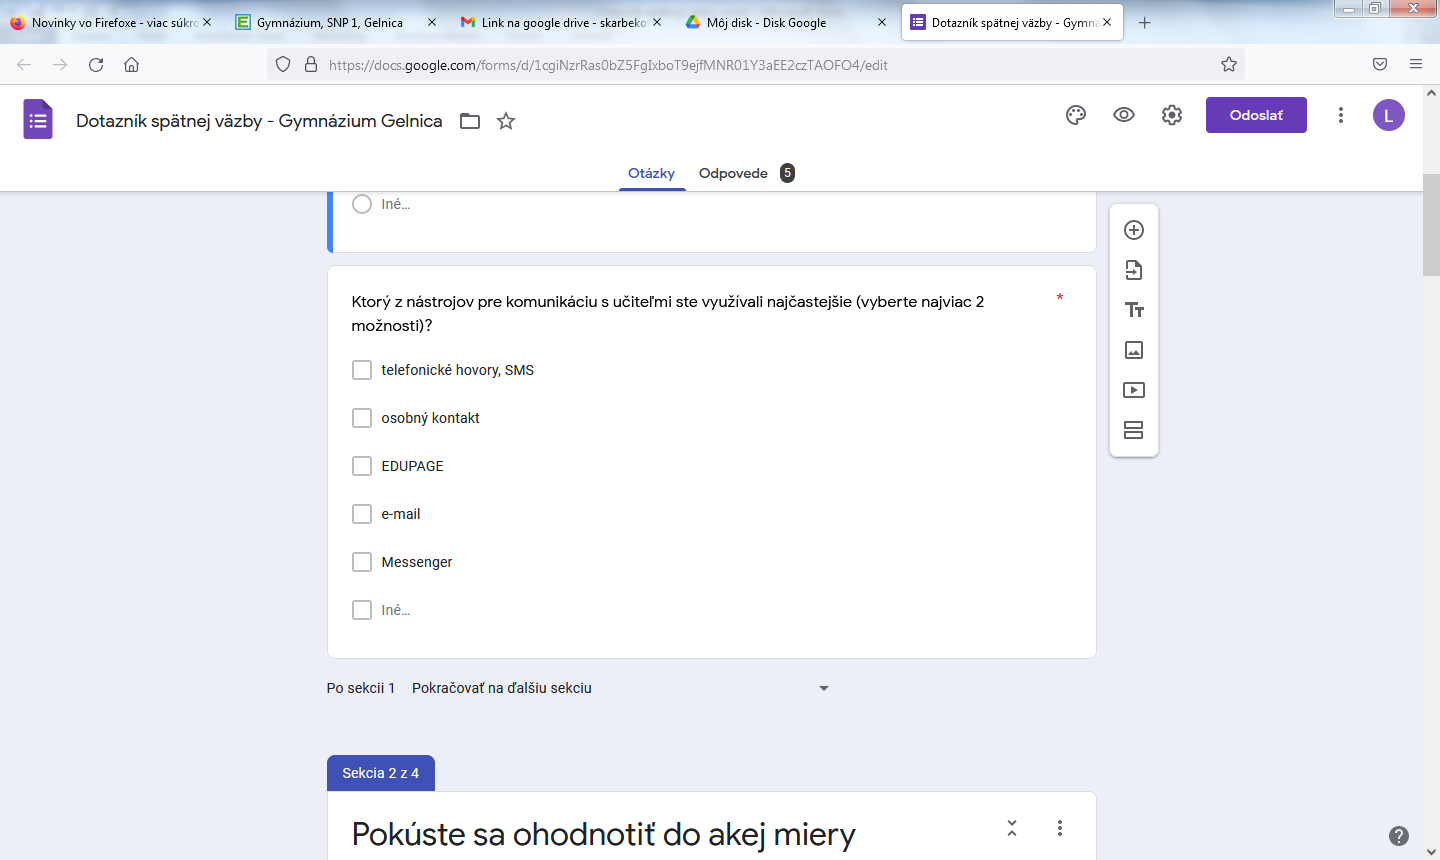 Novinky vo Firefoxe - viac súkro
Gymnázium, SNP 1, Gelnica
Link na google drive - skarbeko
Môj disk - Disk Google
Dotazník spätnej väzby - Gymna
https://docs.google.com/forms/d/1cgiNzrRas0bZ5FgIxboT9ejfMNR01Y3aEE2czTAOFO4/edit
Dotazník spätnej väzby - Gymnázium Gelnica
Odoslať
L
Otázky
Odpovede 5
Iné…
Ktorý z nástrojov pre komunikáciu s učiteľmi ste využívali najčastejšie (vyberte najviac 2
možnosti)?
*
telefonické hovory, SMS
osobný kontakt
EDUPAGE
e-mail
Messenger
Iné…
Po sekcii 1 Pokračovať na ďalšiu sekciu
Sekcia 2 z 4
Pokúste sa ohodnotiť do akej miery